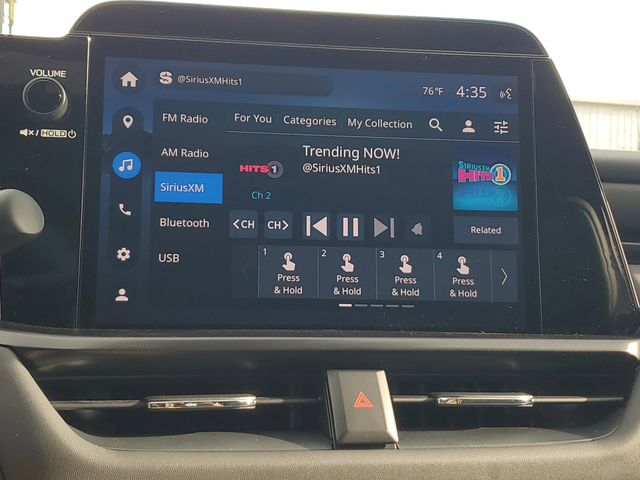 VOLUME
HOLD
@SiriusXMHits1
76°F 4:35
FM Radio
AM Radio
SiriusXM
Bluetooth
USB
For You Categories My Collection
HITS 1
Trending NOW!
@SiriusXMHits1
Ch 2
SIRIUSXM
HITS 1
<CH CH>
Related
1 Press & Hold
2 Press & Hold
3 Press & Hold
4 Press & Hold